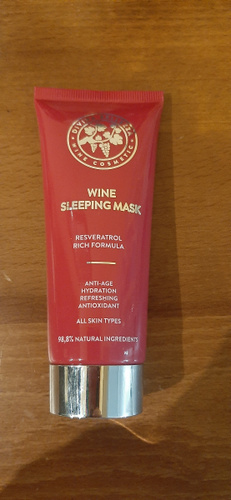 WINE COSMETIC
WINE
SLEEPING MASK
RESVERATROL
RICH FORMULA
ANTI-AGE
HYDRATION
REFRESHING
ANTIOXIDANT
ALL SKIN TYPES
98,8% NATURAL INGREDIENTS